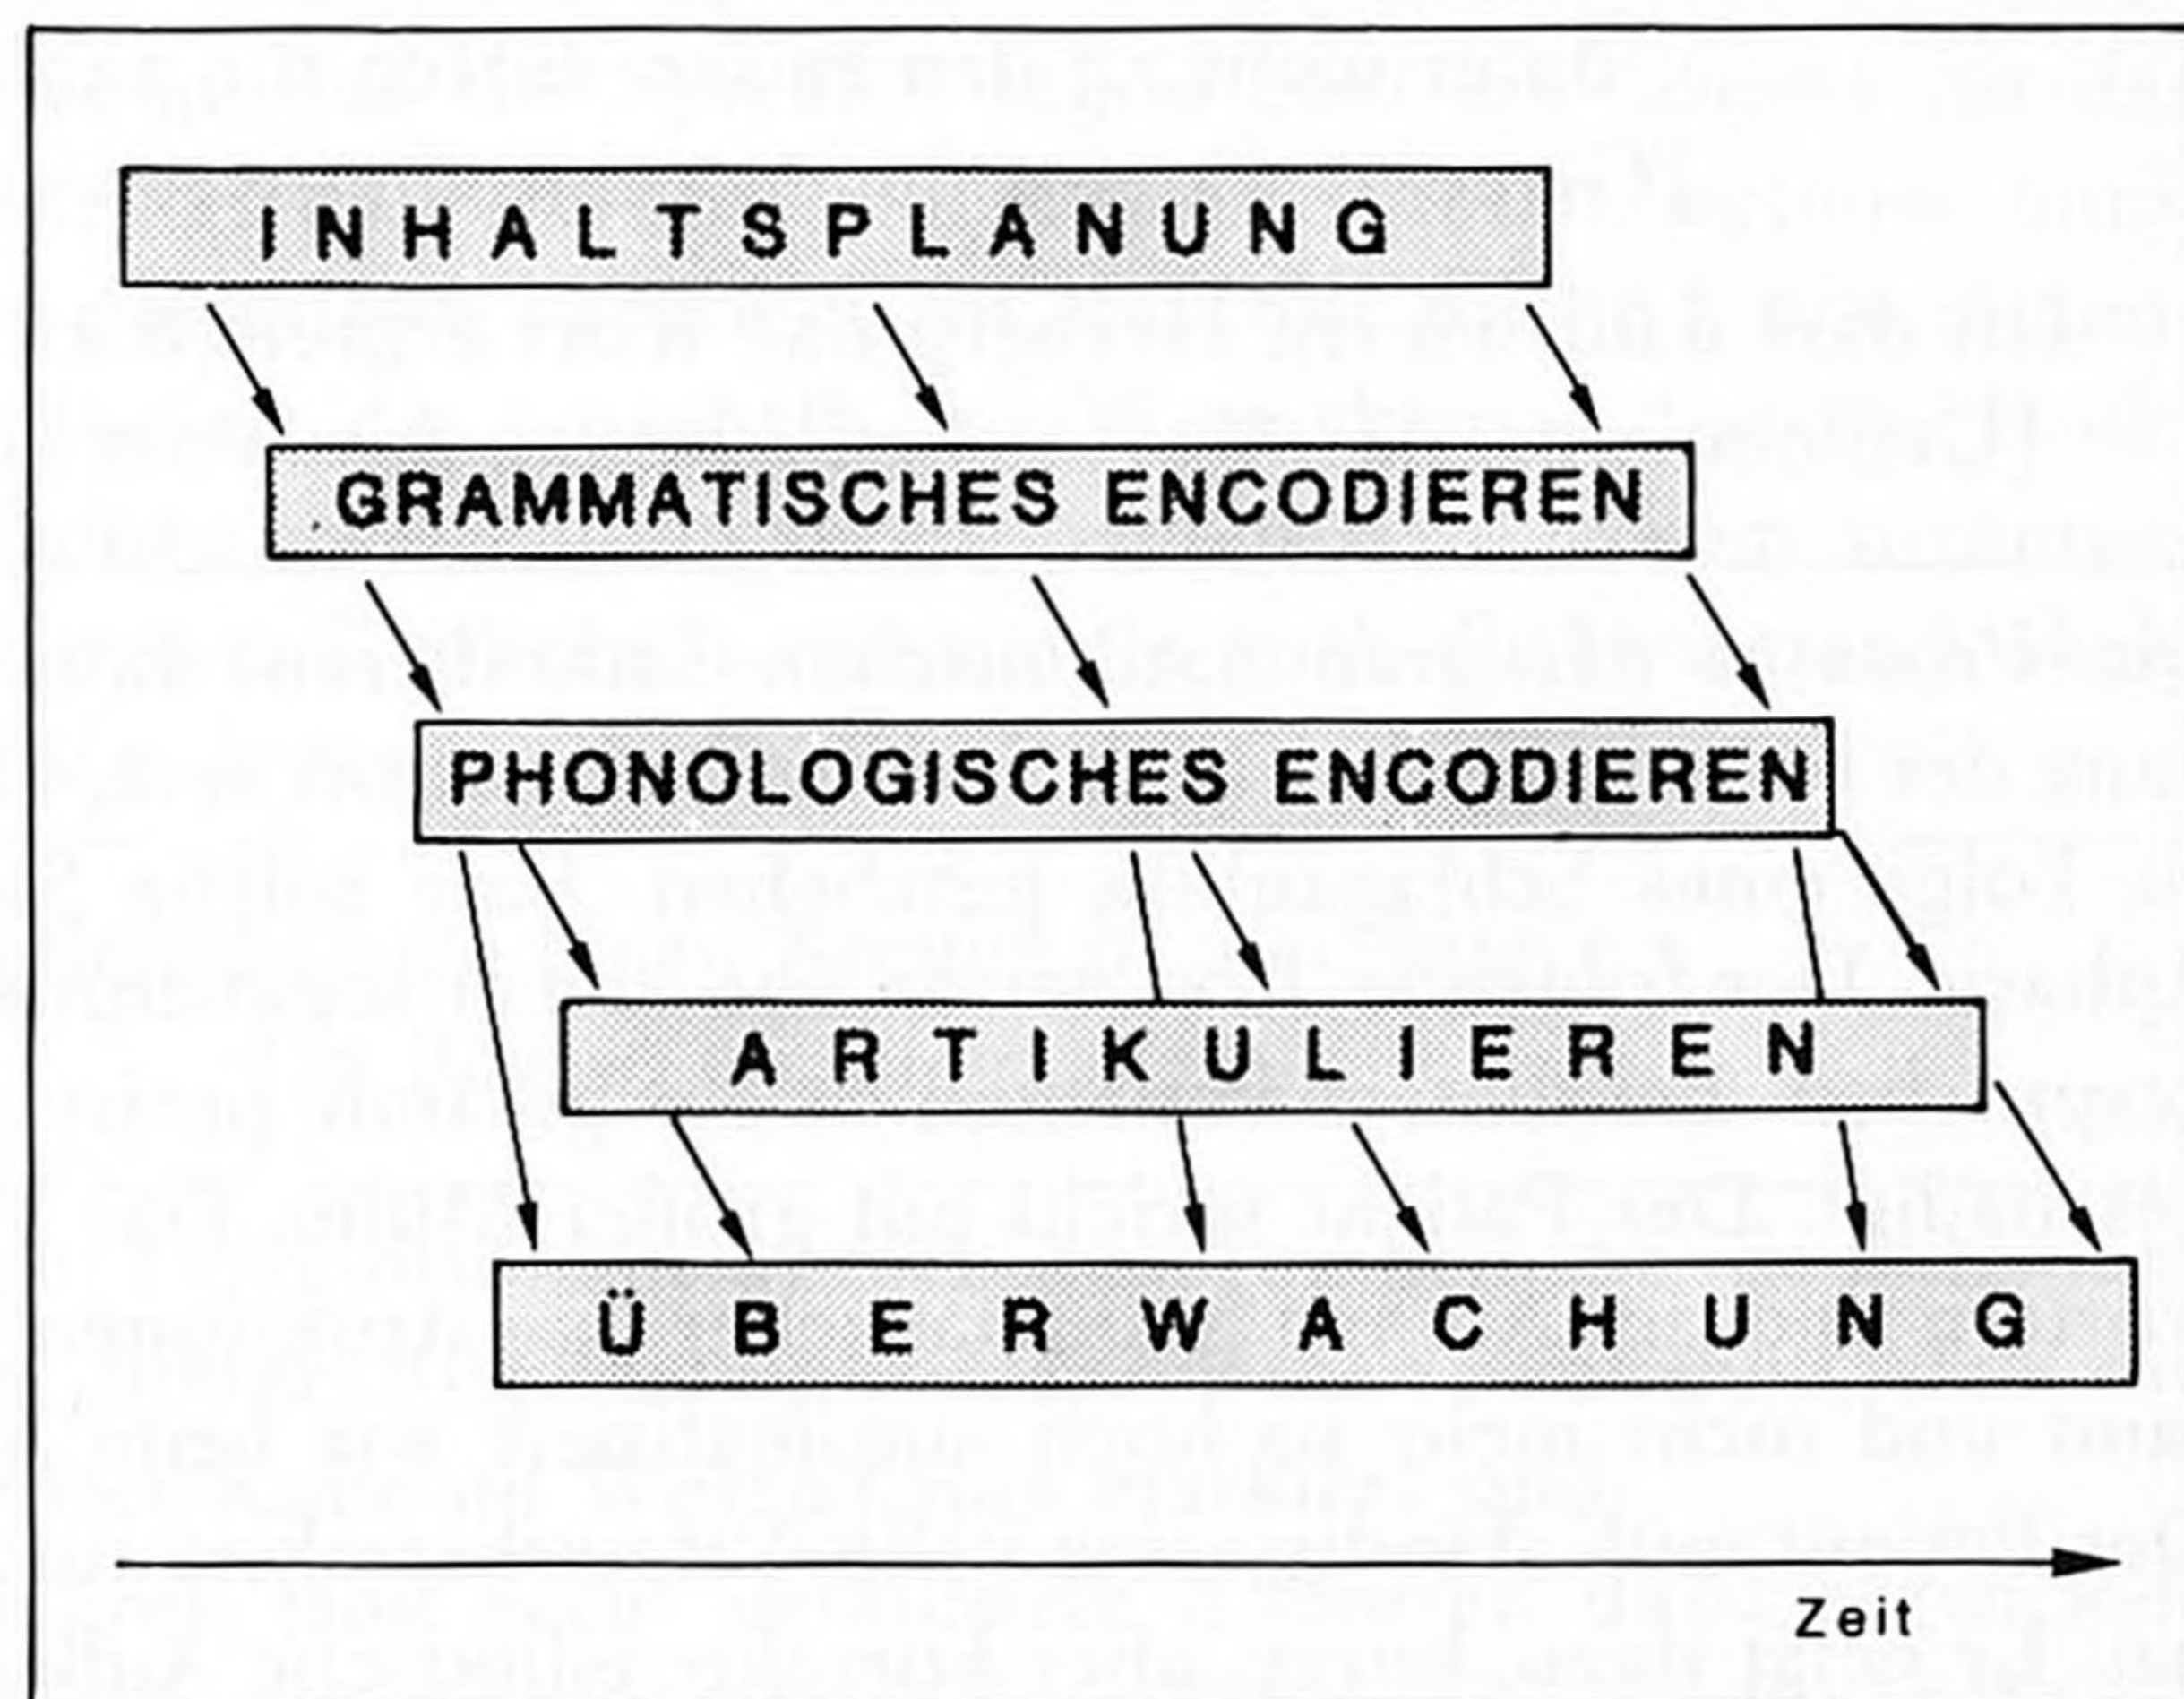 INHALTSPLANUNG
GRAMMATISCHES ENCODIEREN
PHONOLOGISCHES ENCODIEREN
ARTIKULIEREN
ÜBERWACHUNG
Zeit